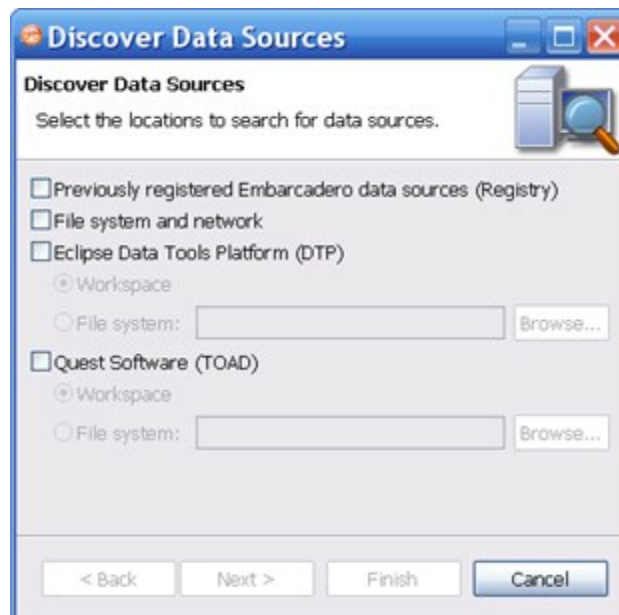 Discover Data Sources
Discover Data Sources
Select the locations to search for data sources.
Previously registered Embarcadero data sources (Registry)
File system and network
Eclipse Data Tools Platform (DTP)
Workspace
File system:
Browse...
Quest Software (TOAD)
Workspace
File system:
Browse...
< Back Next > Finish Cancel